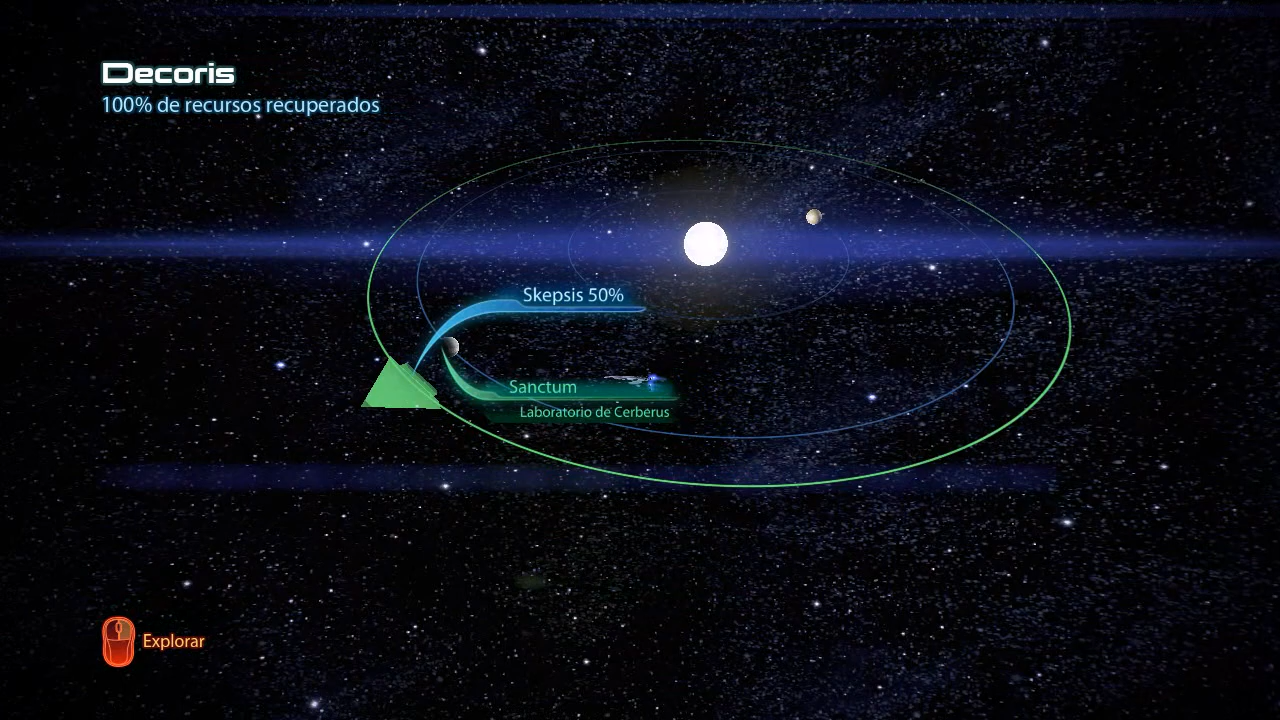 Decoris
100% de recursos recuperados
Skepsis 50%
Sanctum
Laboratorio de Cerberus
Explorar